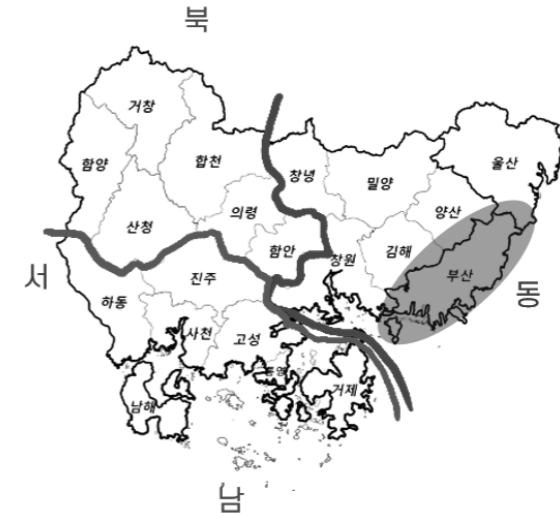 북
거창
울산
함양
합천
창녕
밀양
의령
양산
산청
함안
김해
창원
서
진주
부산
동
하동
사천
고성
통영
거제
남해
남